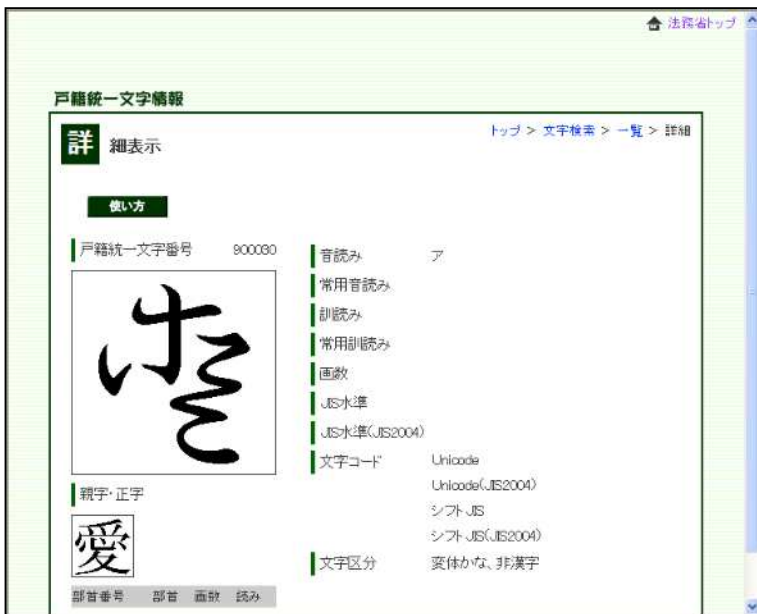 法務省トップ
戸籍統一文字情報
詳細表示
トップ > 文字検索 > 一覧 > 詳細
使い方
戸籍統一文字番号 900030
親字・正字
愛
部首番号 部首 画数 読み
音読み ア
常用音読み
訓読み
常用訓読み
画数
JIS水準
JIS水準(JIS2004)
文字コード Unicode
Unicode(JIS2004)
シフトJIS
シフトJIS(JIS2004)
文字区分 変体かな、非漢字